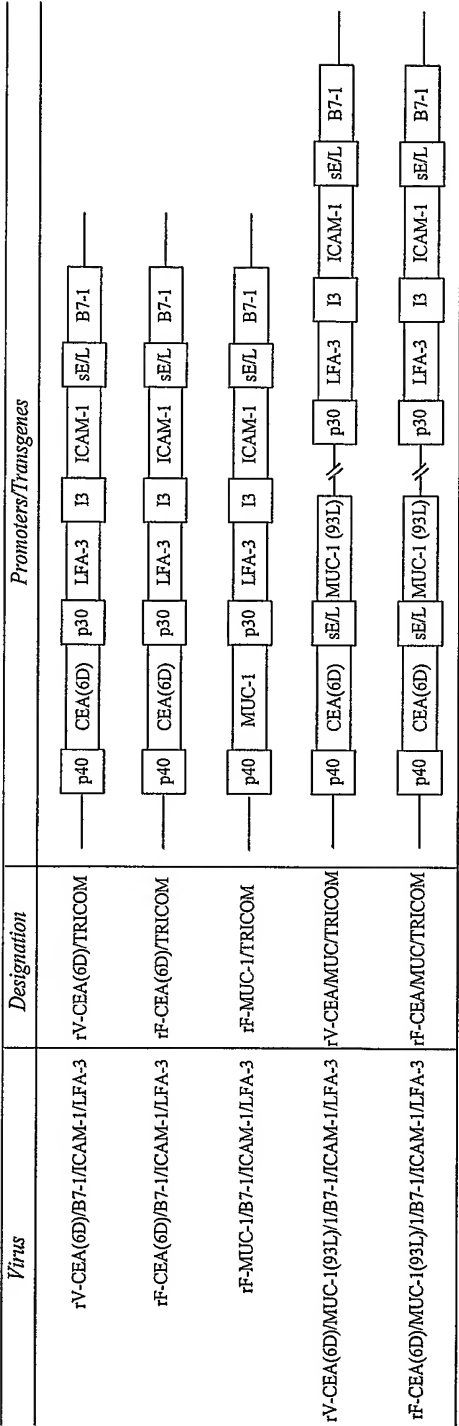 Virus Designation Promoters/Transgenes
rV-CEA(6D)/B7-1/ICAM-1/LFA-3 rV-CEA(6D)/TRICOM p40 CEA(6D) p30 LFA-3 I3 ICAM-1 sE/L B7-1
rF-CEA(6D)/B7-1/ICAM-1/LFA-3 rF-CEA(6D)/TRICOM p40 CEA(6D) p30 LFA-3 I3 ICAM-1 sE/L B7-1
rF-MUC-1/B7-1/ICAM-1/LFA-3 rF-MUC-1/TRICOM p40 MUC-1 p30 LFA-3 I3 ICAM-1 sE/L B7-1
rV-CEA(6D)/MUC-1(93L)/1/B7-1/ICAM-1/LFA-3 rV-CEA/MUC/TRICOM p40 CEA(6D) sE/L MUC-1 (93L) p30 LFA-3 I3 ICAM-1 sE/L B7-1
rF-CEA(6D)/MUC-1(93L)/1/B7-1/ICAM-1/LFA-3 rF-CEA/MUC/TRICOM p40 CEA(6D) sE/L MUC-1 (93L) p30 LFA-3 I3 ICAM-1 sE/L B7-1